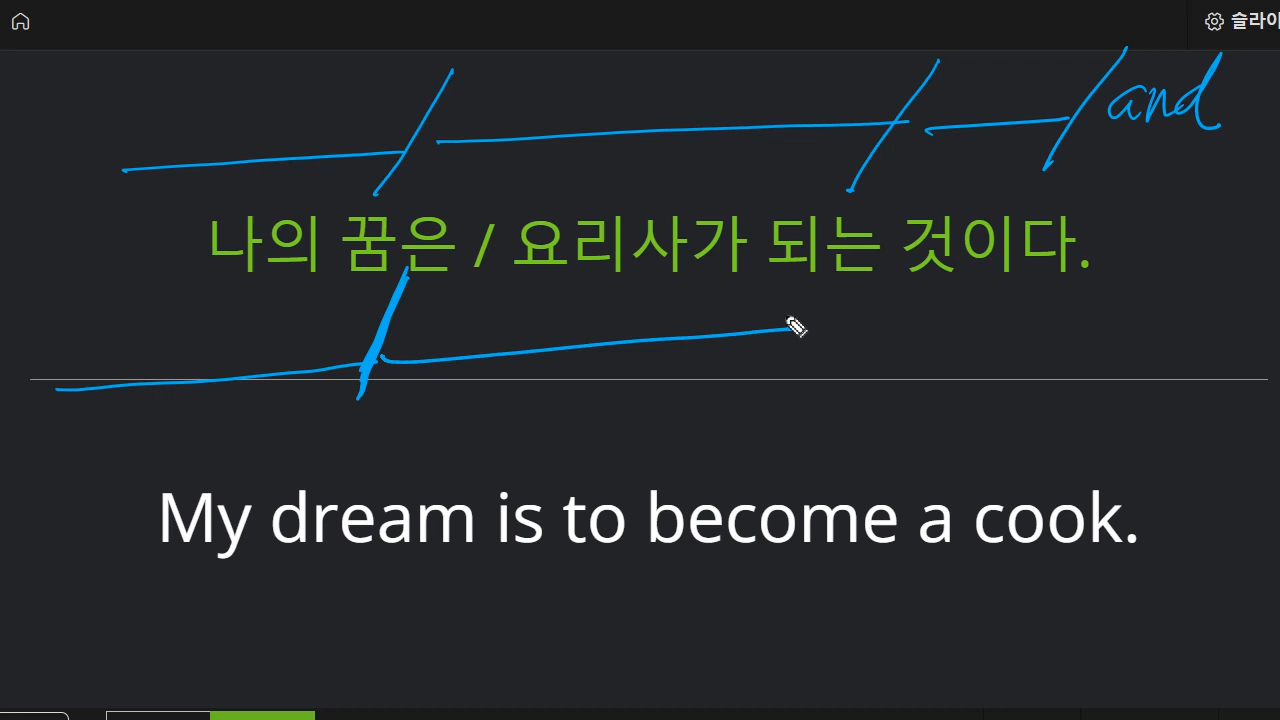 슬라이
and
나의 꿈은 / 요리사가 되는 것이다.
My dream is to become a cook.